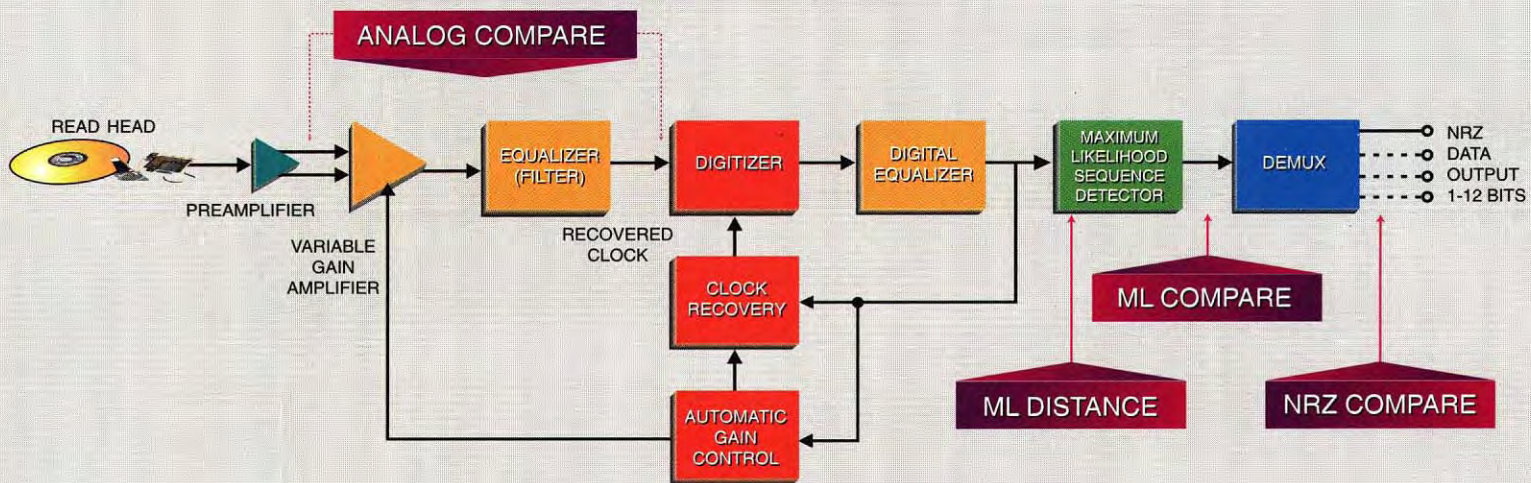 ANALOG COMPARE
READ HEAD
PREAMPLIFIER
VARIABLE
GAIN
AMPLIFIER
EQUALIZER
(FILTER)
RECOVERED
CLOCK
DIGITIZER
CLOCK
RECOVERY
AUTOMATIC
GAIN
CONTROL
DIGITAL
EQUALIZER
MAXIMUM
LIKELIHOOD
SEQUENCE
DETECTOR
DEMUX
NRZ
DATA
OUTPUT
1-12 BITS
ML COMPARE
ML DISTANCE
NRZ COMPARE